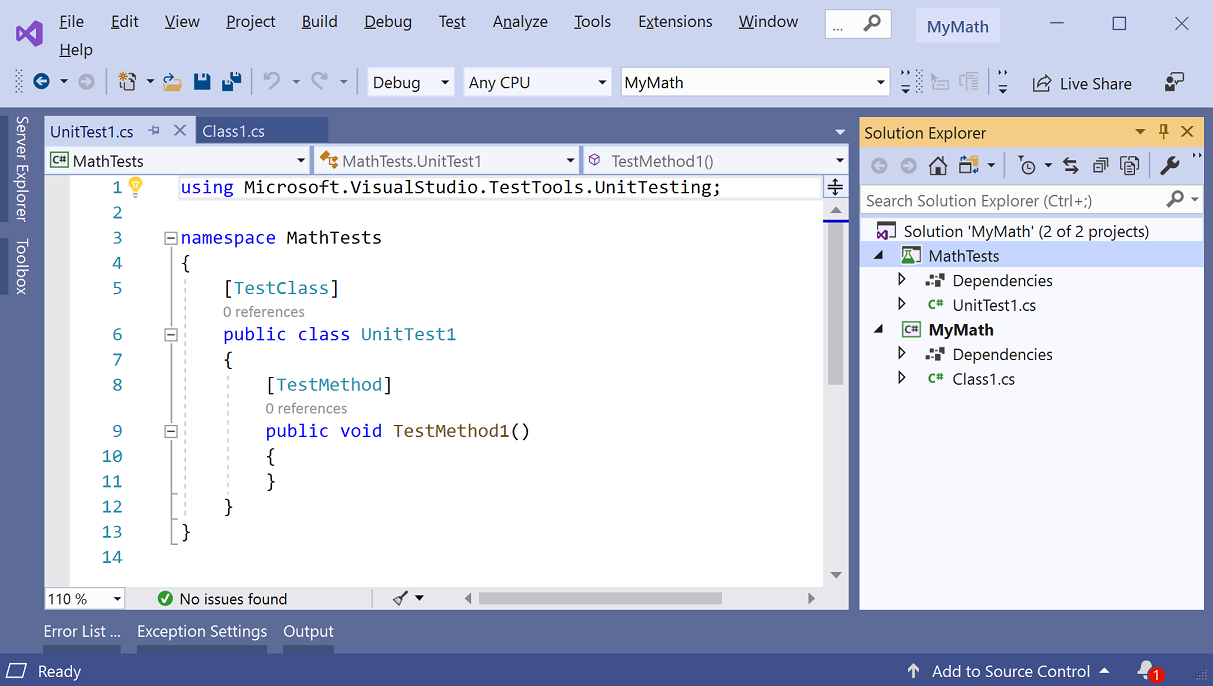 File Edit View Project Build Debug Test Analyze Tools Extensions Window ... MyMath
Help
Debug Any CPU MyMath Live Share
Server Explorer
Toolbox
UnitTest1.cs Class1.cs
C# MathTests MathTests.UnitTest1 TestMethod1()
1 using Microsoft.VisualStudio.TestTools.UnitTesting;
2
3 namespace MathTests
4 {
5 [TestClass]
0 references
6 public class UnitTest1
7 {
8 [TestMethod]
0 references
9 public void TestMethod1()
10 {
11 }
12 }
13 }
14
110 % No issues found
Solution Explorer
Search Solution Explorer (Ctrl+;)
Solution 'MyMath' (2 of 2 projects)
MathTests
Dependencies
C# UnitTest1.cs
C# MyMath
Dependencies
C# Class1.cs
Error List ... Exception Settings Output
Ready Add to Source Control 1